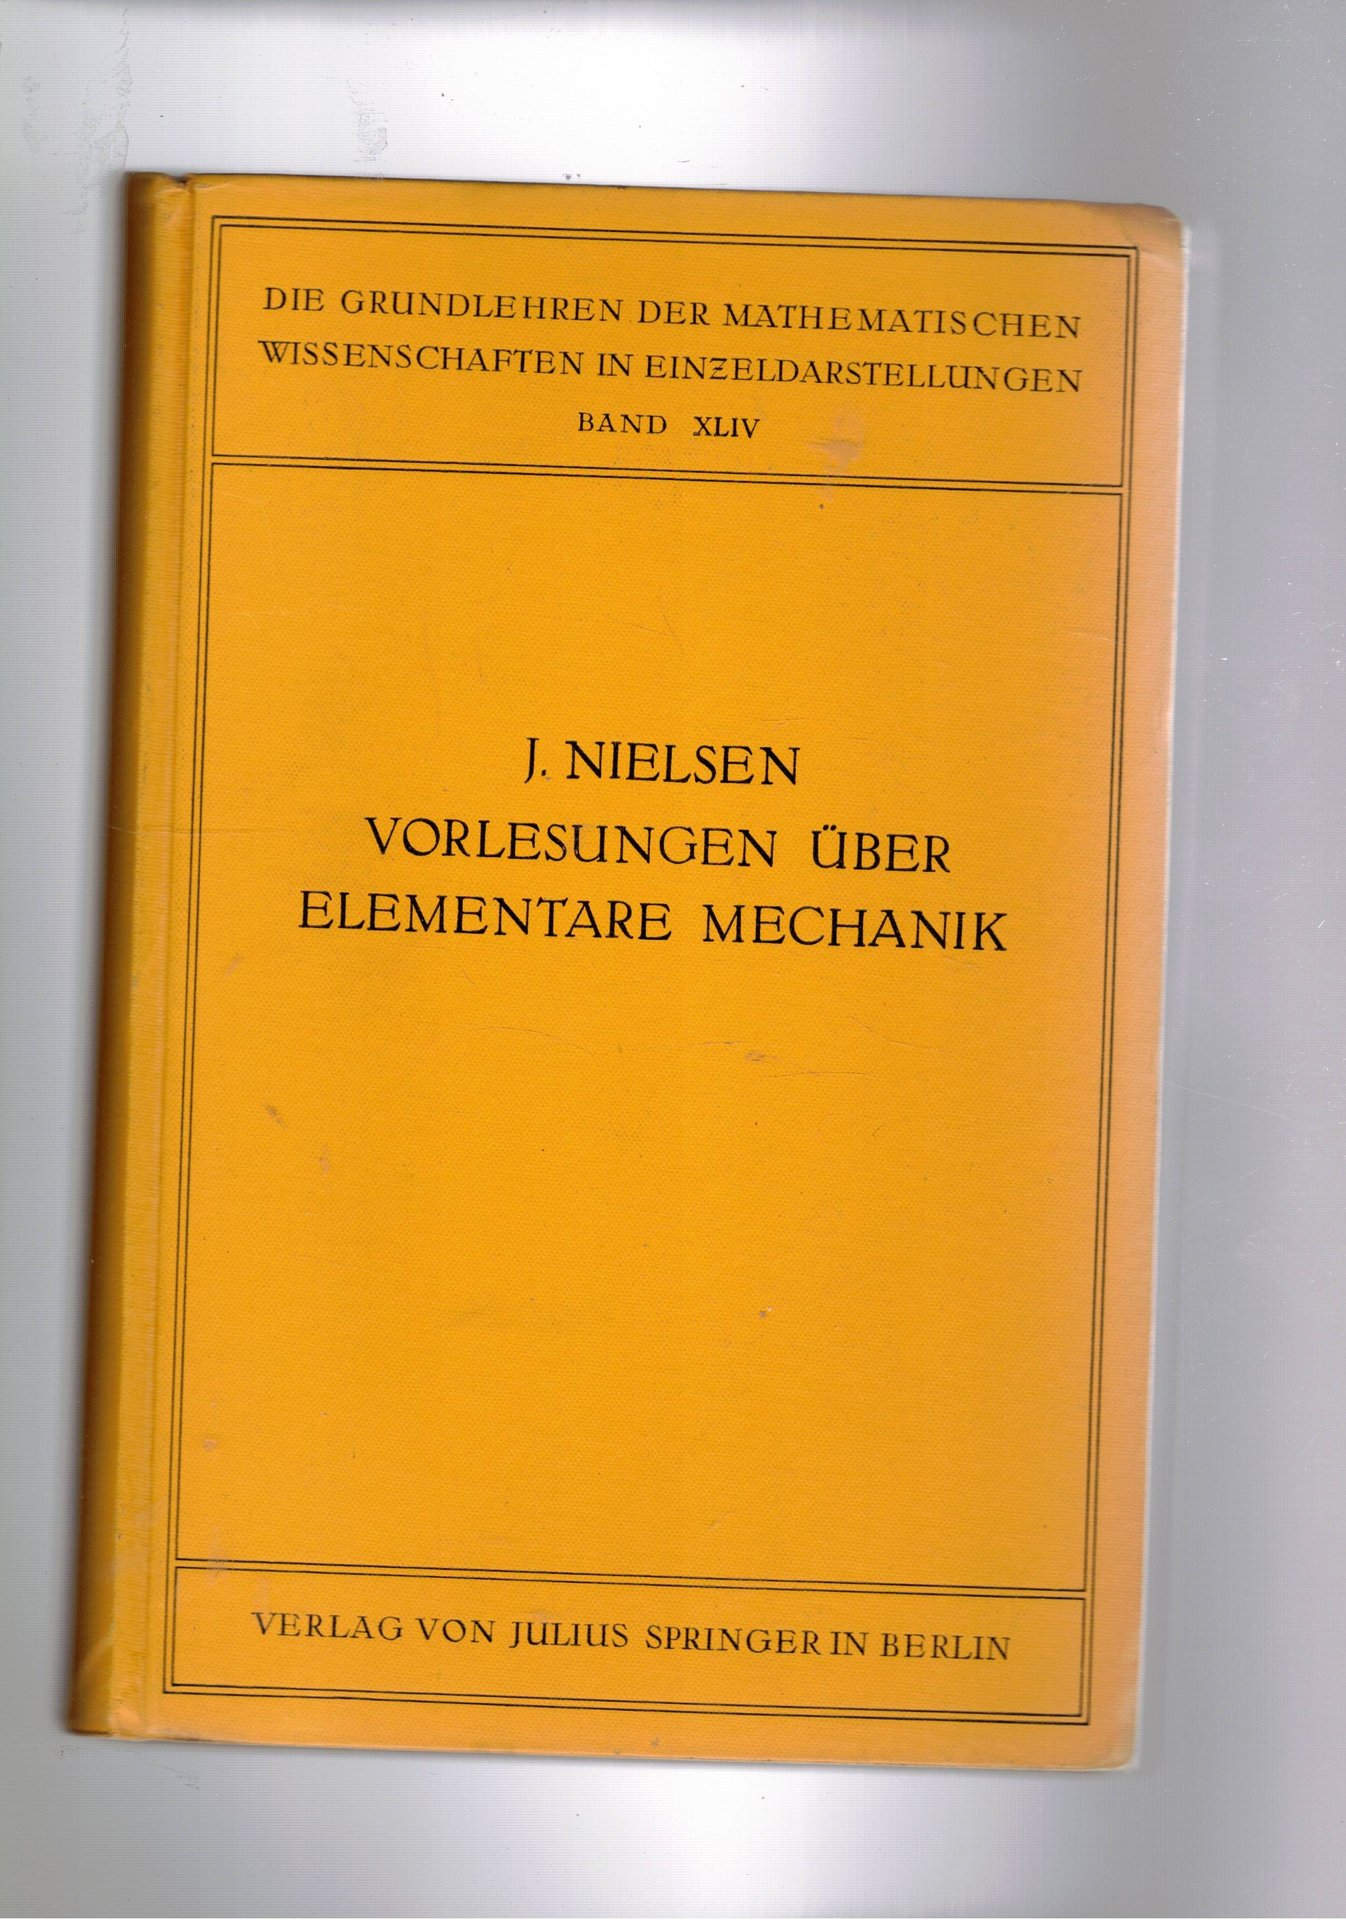 DIE GRUNDLEHREN DER MATHEMATISCHEN
WISSENSCHAFTEN IN EINZELDARSTELLUNGEN
BAND XLIV
J. NIELSEN
VORLESUNGEN ÜBER
ELEMENTARE MECHANIK
VERLAG VON JULIUS SPRINGER IN BERLIN